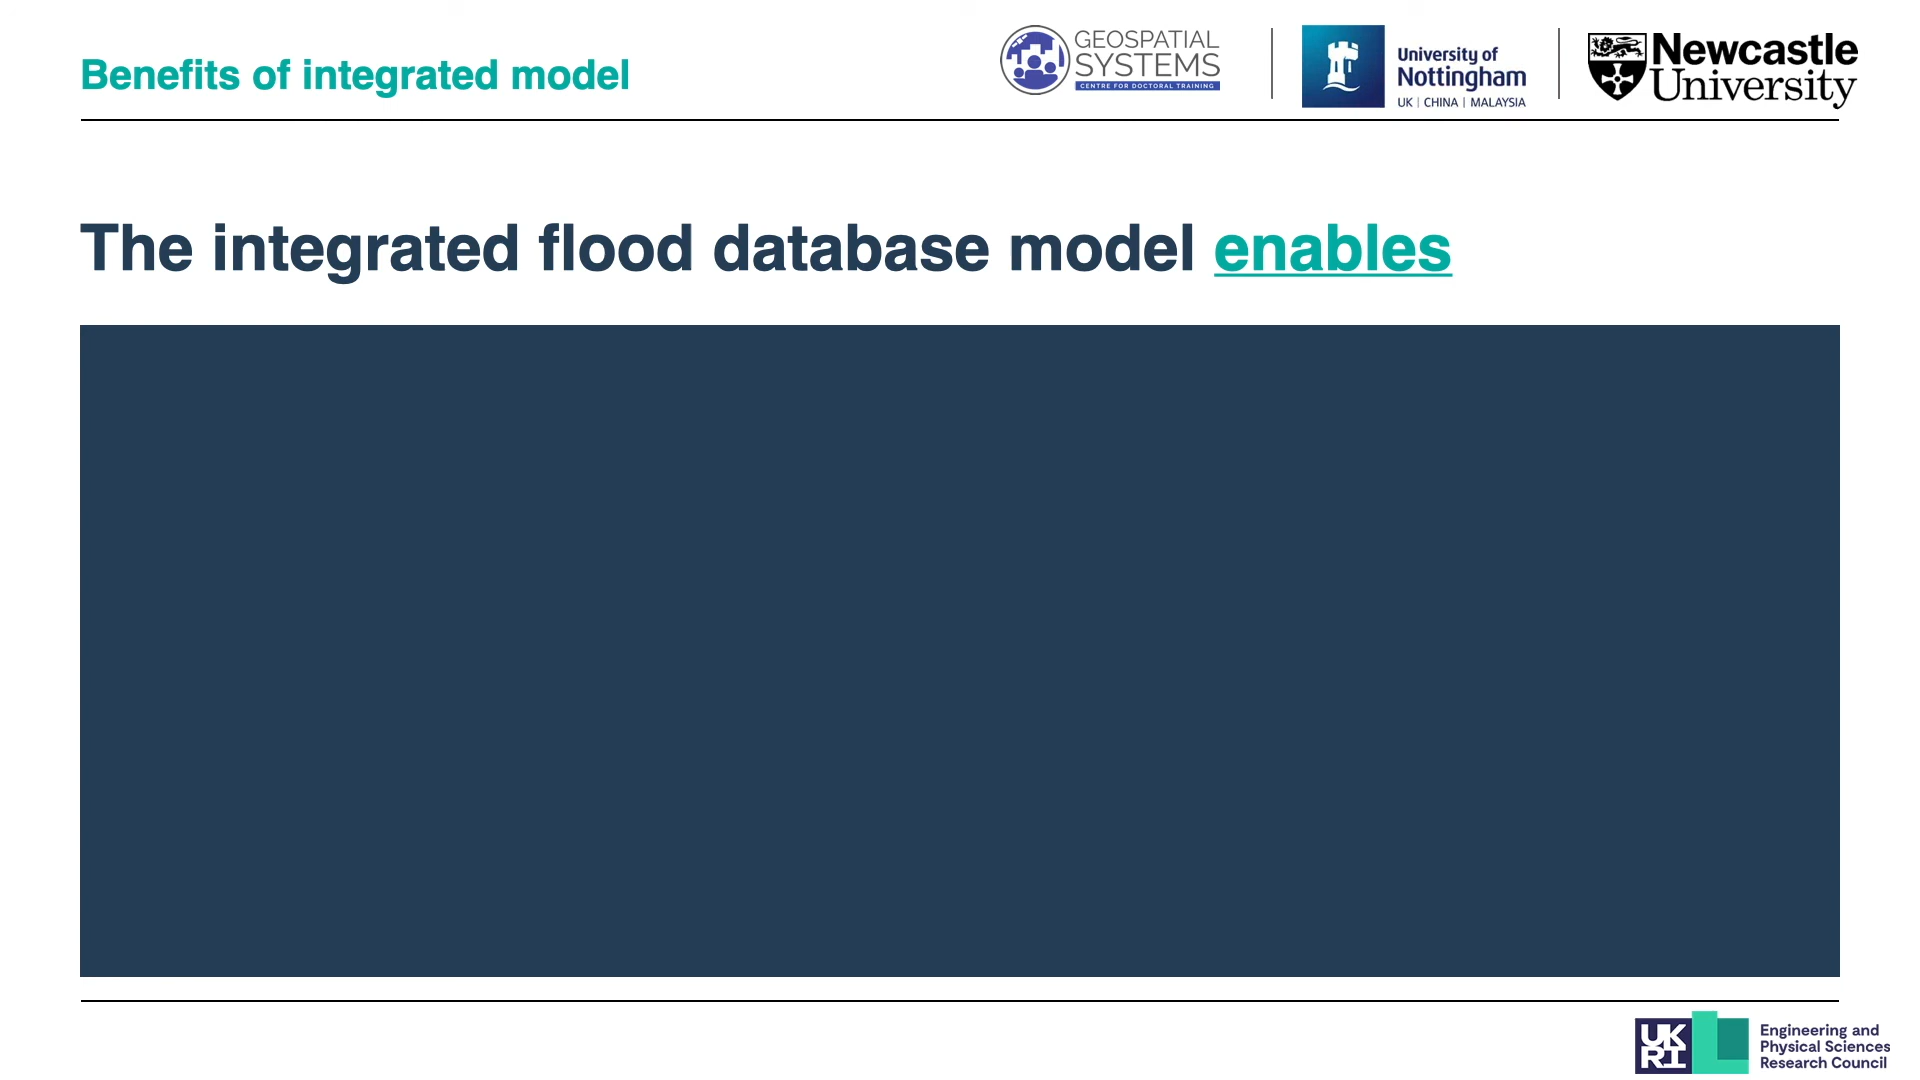 Benefits of integrated model
GEOSPATIAL
SYSTEMS
CENTRE FOR DOCTORAL TRAINING
University of
Nottingham
UK | CHINA | MALAYSIA
Newcastle
University
The integrated flood database model enables
UK
RI
Engineering and
Physical Sciences
Research Council